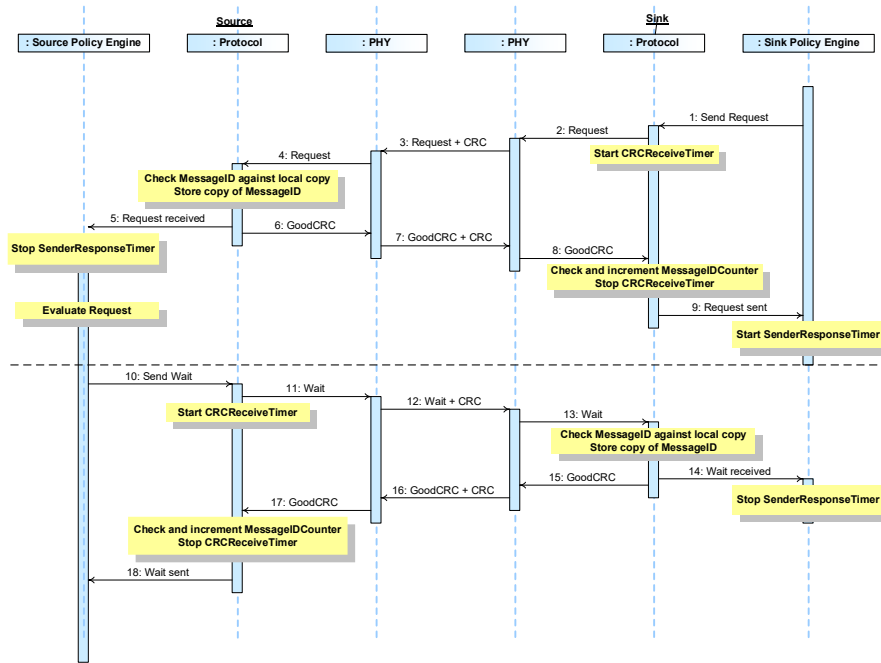 Source
Sink
: Source Policy Engine
: Protocol
: PHY
: PHY
: Protocol
: Sink Policy Engine
1: Send Request
2: Request
Start CRCReceiveTimer
3: Request + CRC
4: Request
Check MessageID against local copy
Store copy of MessageID
5: Request received
6: GoodCRC
Stop SenderResponseTimer
7: GoodCRC + CRC
8: GoodCRC
Check and increment MessageIDCounter
Stop CRCReceiveTimer
Evaluate Request
9: Request sent
Start SenderResponseTimer
10: Send Wait
11: Wait
Start CRCReceiveTimer
12: Wait + CRC
13: Wait
Check MessageID against local copy
Store copy of MessageID
14: Wait received
15: GoodCRC
Stop SenderResponseTimer
16: GoodCRC + CRC
17: GoodCRC
Check and increment MessageIDCounter
Stop CRCReceiveTimer
18: Wait sent